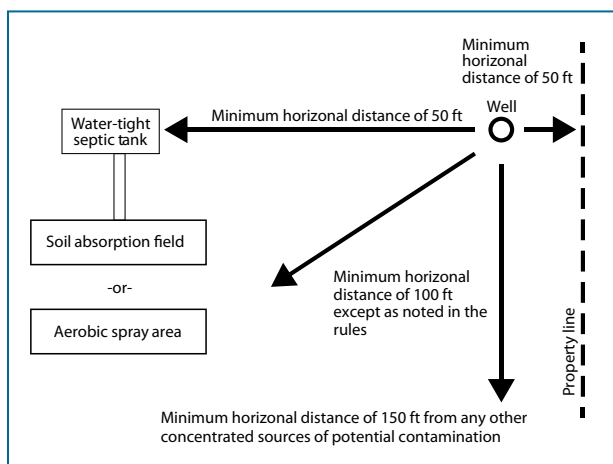 Minimum
horizonal
distance of 50 ft
Well
Minimum horizonal distance of 50 ft
Water-tight
septic tank
Soil absorption field
-or-
Aerobic spray area
Minimum horizonal
distance of 100 ft
except as noted in the
rules
Property line
Minimum horizonal distance of 150 ft from any other
concentrated sources of potential contamination